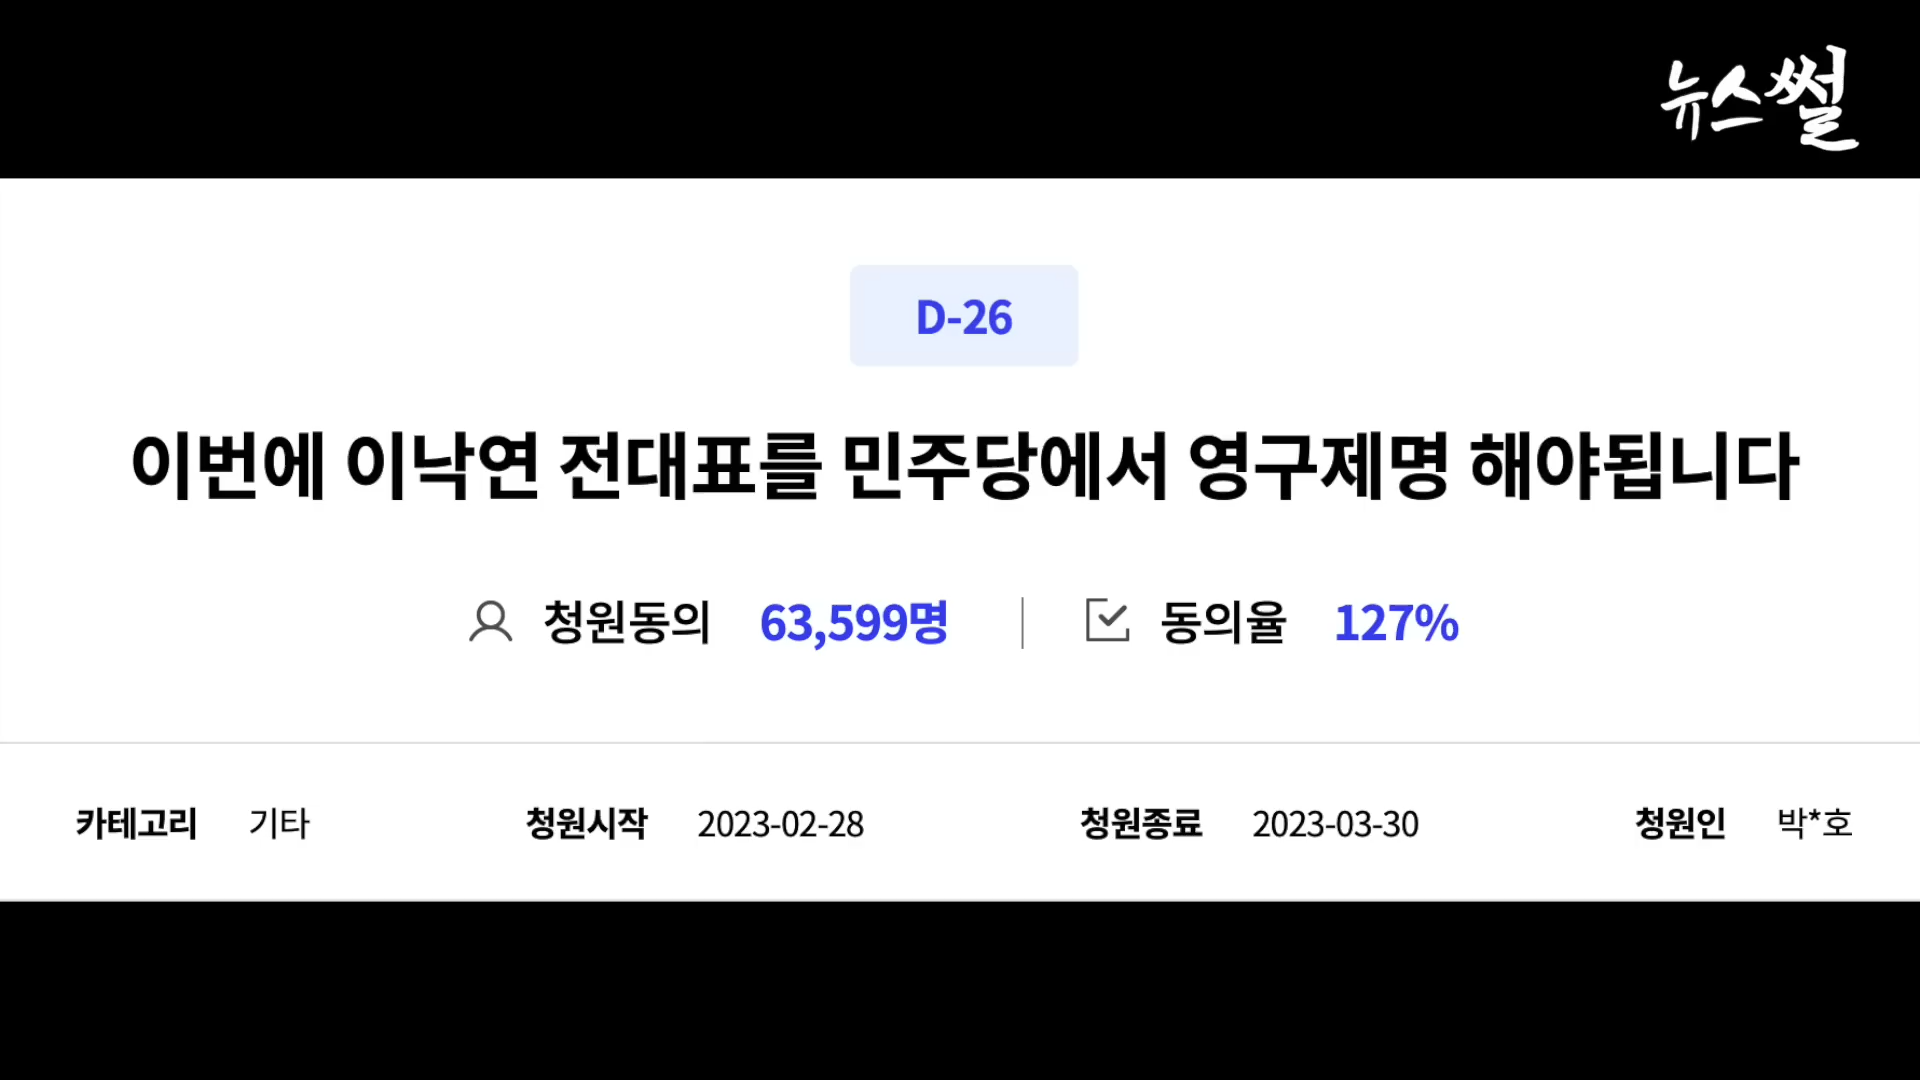 뉴스썰
D-26
이번에 이낙연 전대표를 민주당에서 영구제명 해야됩니다
청원동의 63,599명 동의율 127%
카테고리 기타 청원시작 2023-02-28 청원종료 2023-03-30 청원인 박*호